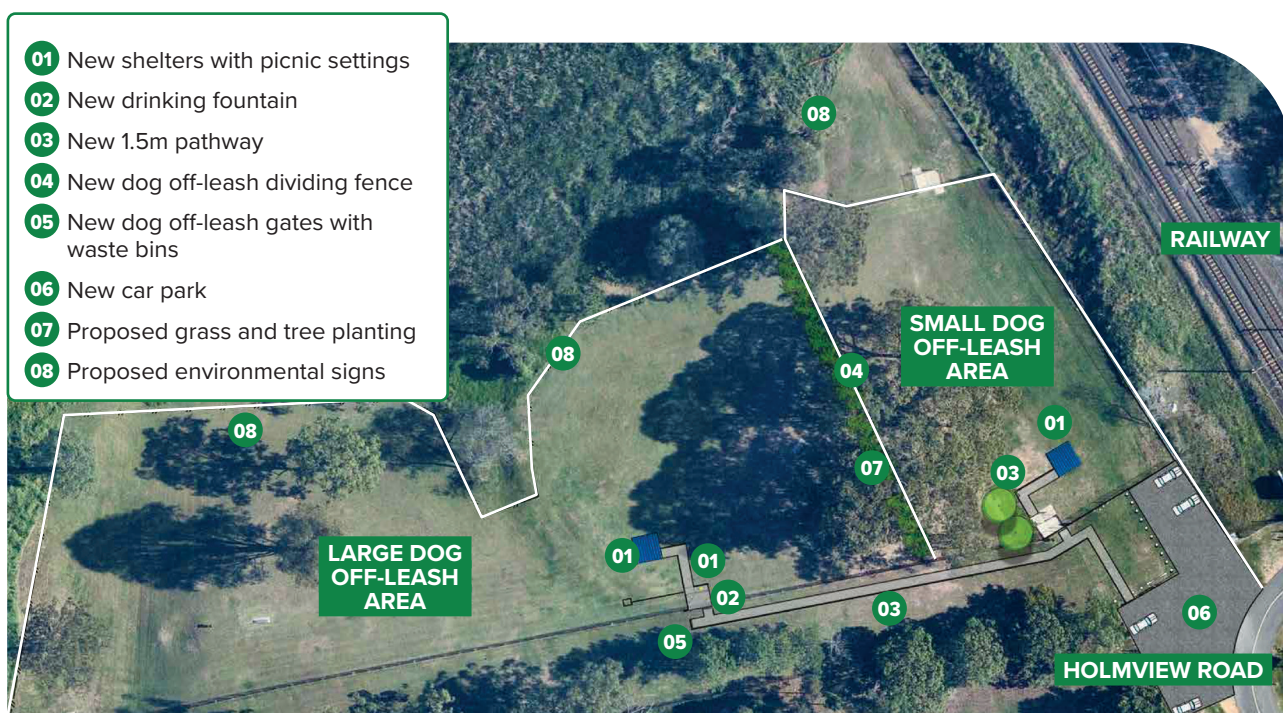 01 New shelters with picnic settings
02 New drinking fountain
03 New 1.5m pathway
04 New dog off-leash dividing fence
05 New dog off-leash gates with
waste bins
06 New car park
07 Proposed grass and tree planting
08 Proposed environmental signs
08
RAILWAY
SMALL DOG
OFF-LEASH
AREA
08
04
08
01
07
03
LARGE DOG
OFF-LEASH
AREA
01
01
02
03
05
06
HOLMVIEW ROAD